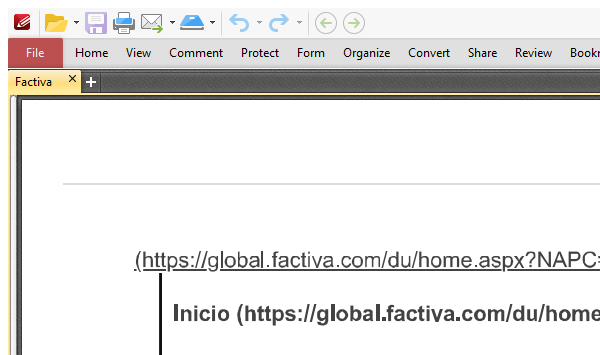 File Home View Comment Protect Form Organize Convert Share Review
Factiva
(https://global.factiva.com/du/home.aspx?NAPC=
Inicio (https://global.factiva.com/du/home